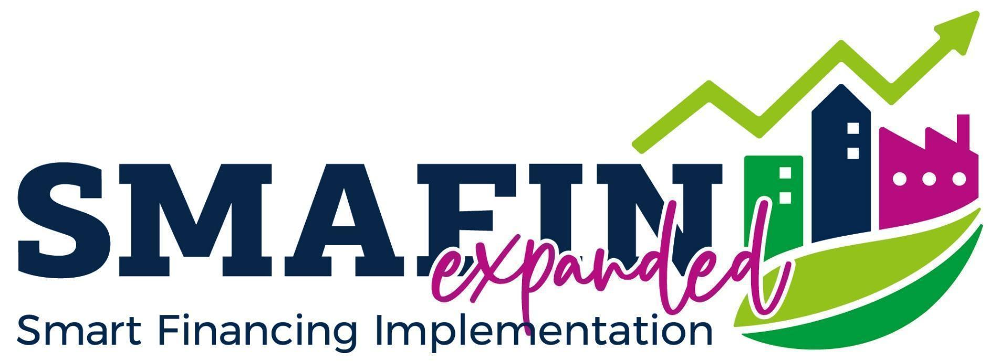 SMAFIN
expanded
Smart Financing Implementation